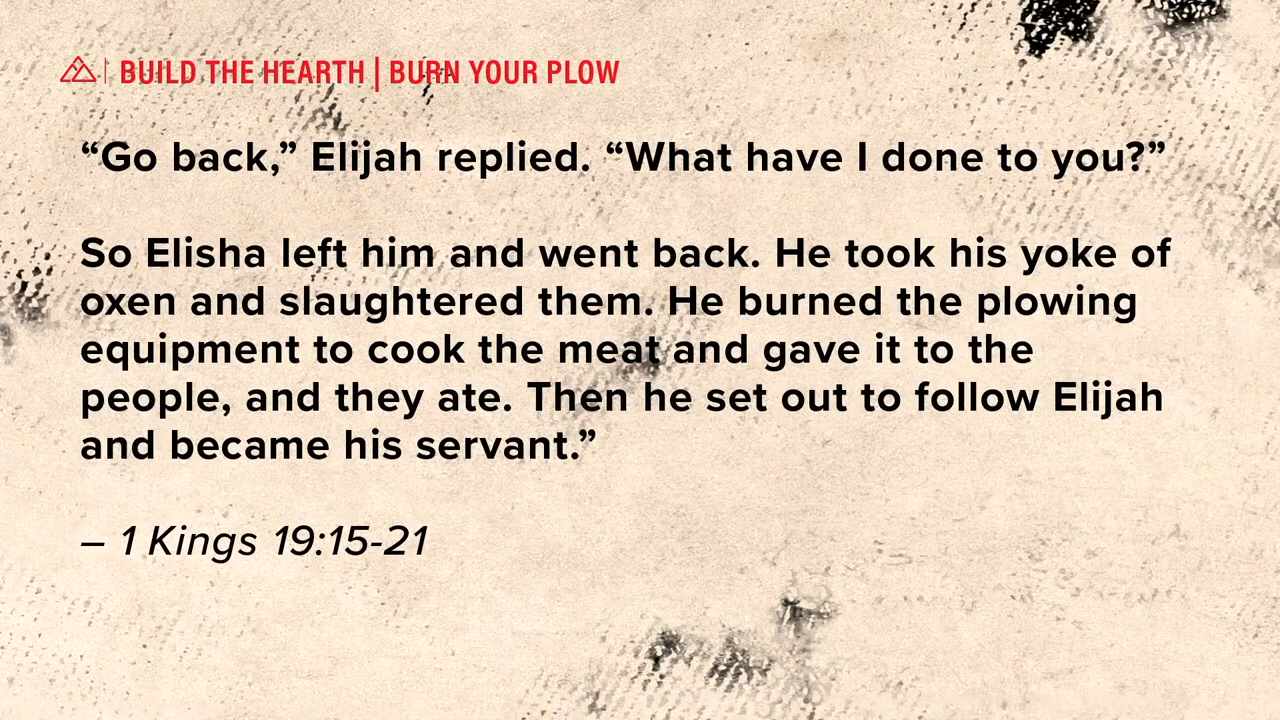 BUILD THE HEARTH | BURN YOUR PLOW
“Go back,” Elijah replied. “What have I done to you?”
So Elisha left him and went back. He took his yoke of
oxen and slaughtered them. He burned the plowing
equipment to cook the meat and gave it to the
people, and they ate. Then he set out to follow Elijah
and became his servant.”
– 1 Kings 19:15-21